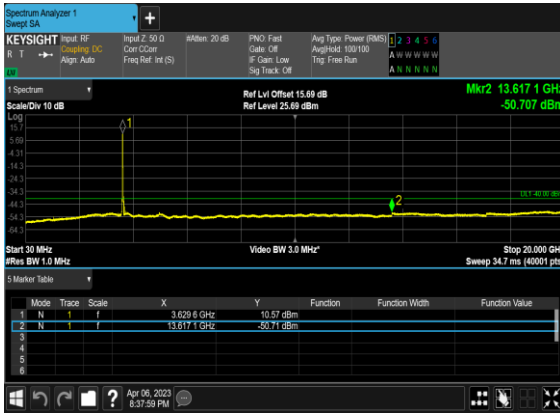 Spectrum Analyzer 1
Swept SA
+
KEYSIGHT
R T
Input: RF
Coupling: DC
Align: Auto
Input Z: 50 Ω
Corr CCorr
Freq Ref: Int (S)
#Atten: 20 dB
PNO: Fast
Gate: Off
IF Gain: Low
Sig Track: Off
Avg Type: Power (RMS)
Avg|Hold: 100/100
Trig: Free Run
1 2 3 4 5 6
A W W W W W
A N N N N N
1 Spectrum
Scale/Div 10 dB
Ref Lvl Offset 15.69 dB
Ref Level 25.69 dBm
Mkr2 13.617 1 GHz
-50.707 dBm
Log
15.7
5.69
-4.31
-14.3
-24.3
-34.3
-44.3
-54.3
-64.3
1
2
DL1 -40.00 dBm
Start 30 MHz
#Res BW 1.0 MHz
Video BW 3.0 MHz*
Stop 20.000 GHz
Sweep 34.7 ms (40001 pts)
5 Marker Table
Mode Trace Scale X Y Function Function Width Function Value
1 N 1 f 3.629 6 GHz 10.57 dBm
2 N 1 f 13.617 1 GHz -50.71 dBm
3
4
5
6
?
Apr 06, 2023
8:37:59 PM